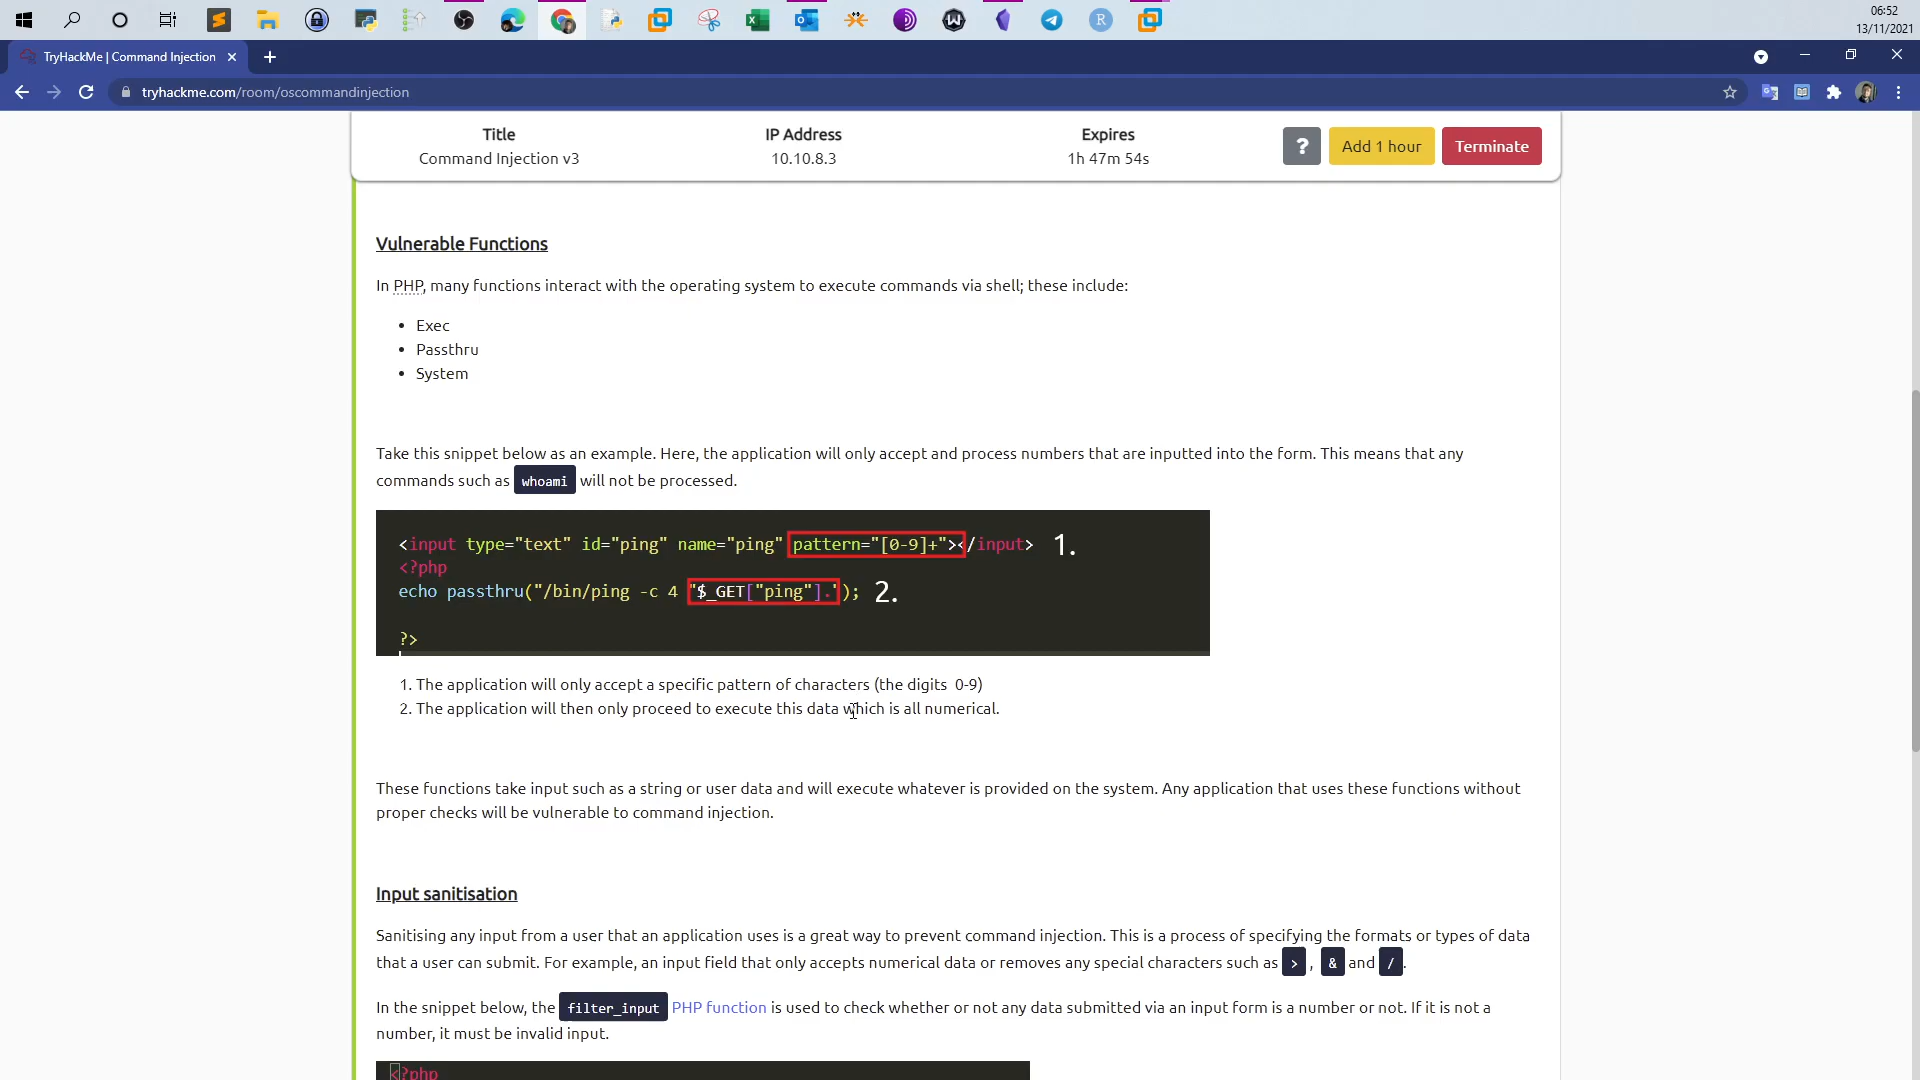 06:52
13/11/2021
TryHackMe | Command Injection
tryhackme.com/room/oscommandinjection
Title
IP Address
Expires
Command Injection v3
10.10.8.3
1h 47m 54s
?
Add 1 hour
Terminate
Vulnerable Functions
In PHP, many functions interact with the operating system to execute commands via shell; these include:
• Exec
• Passthru
• System
Take this snippet below as an example. Here, the application will only accept and process numbers that are inputted into the form. This means that any
commands such as whoami will not be processed.
<input type="text" id="ping" name="ping" pattern="[0-9]+"></input> 1.
<?php
echo passthru("/bin/ping -c 4 "$_GET["ping"].'); 2.
?>
1. The application will only accept a specific pattern of characters (the digits 0-9)
2. The application will then only proceed to execute this data which is all numerical.
These functions take input such as a string or user data and will execute whatever is provided on the system. Any application that uses these functions without
proper checks will be vulnerable to command injection.
Input sanitisation
Sanitising any input from a user that an application uses is a great way to prevent command injection. This is a process of specifying the formats or types of data
that a user can submit. For example, an input field that only accepts numerical data or removes any special characters such as > , & and /.
In the snippet below, the filter_input PHP function is used to check whether or not any data submitted via an input form is a number or not. If it is not a
number, it must be invalid input.
<?php